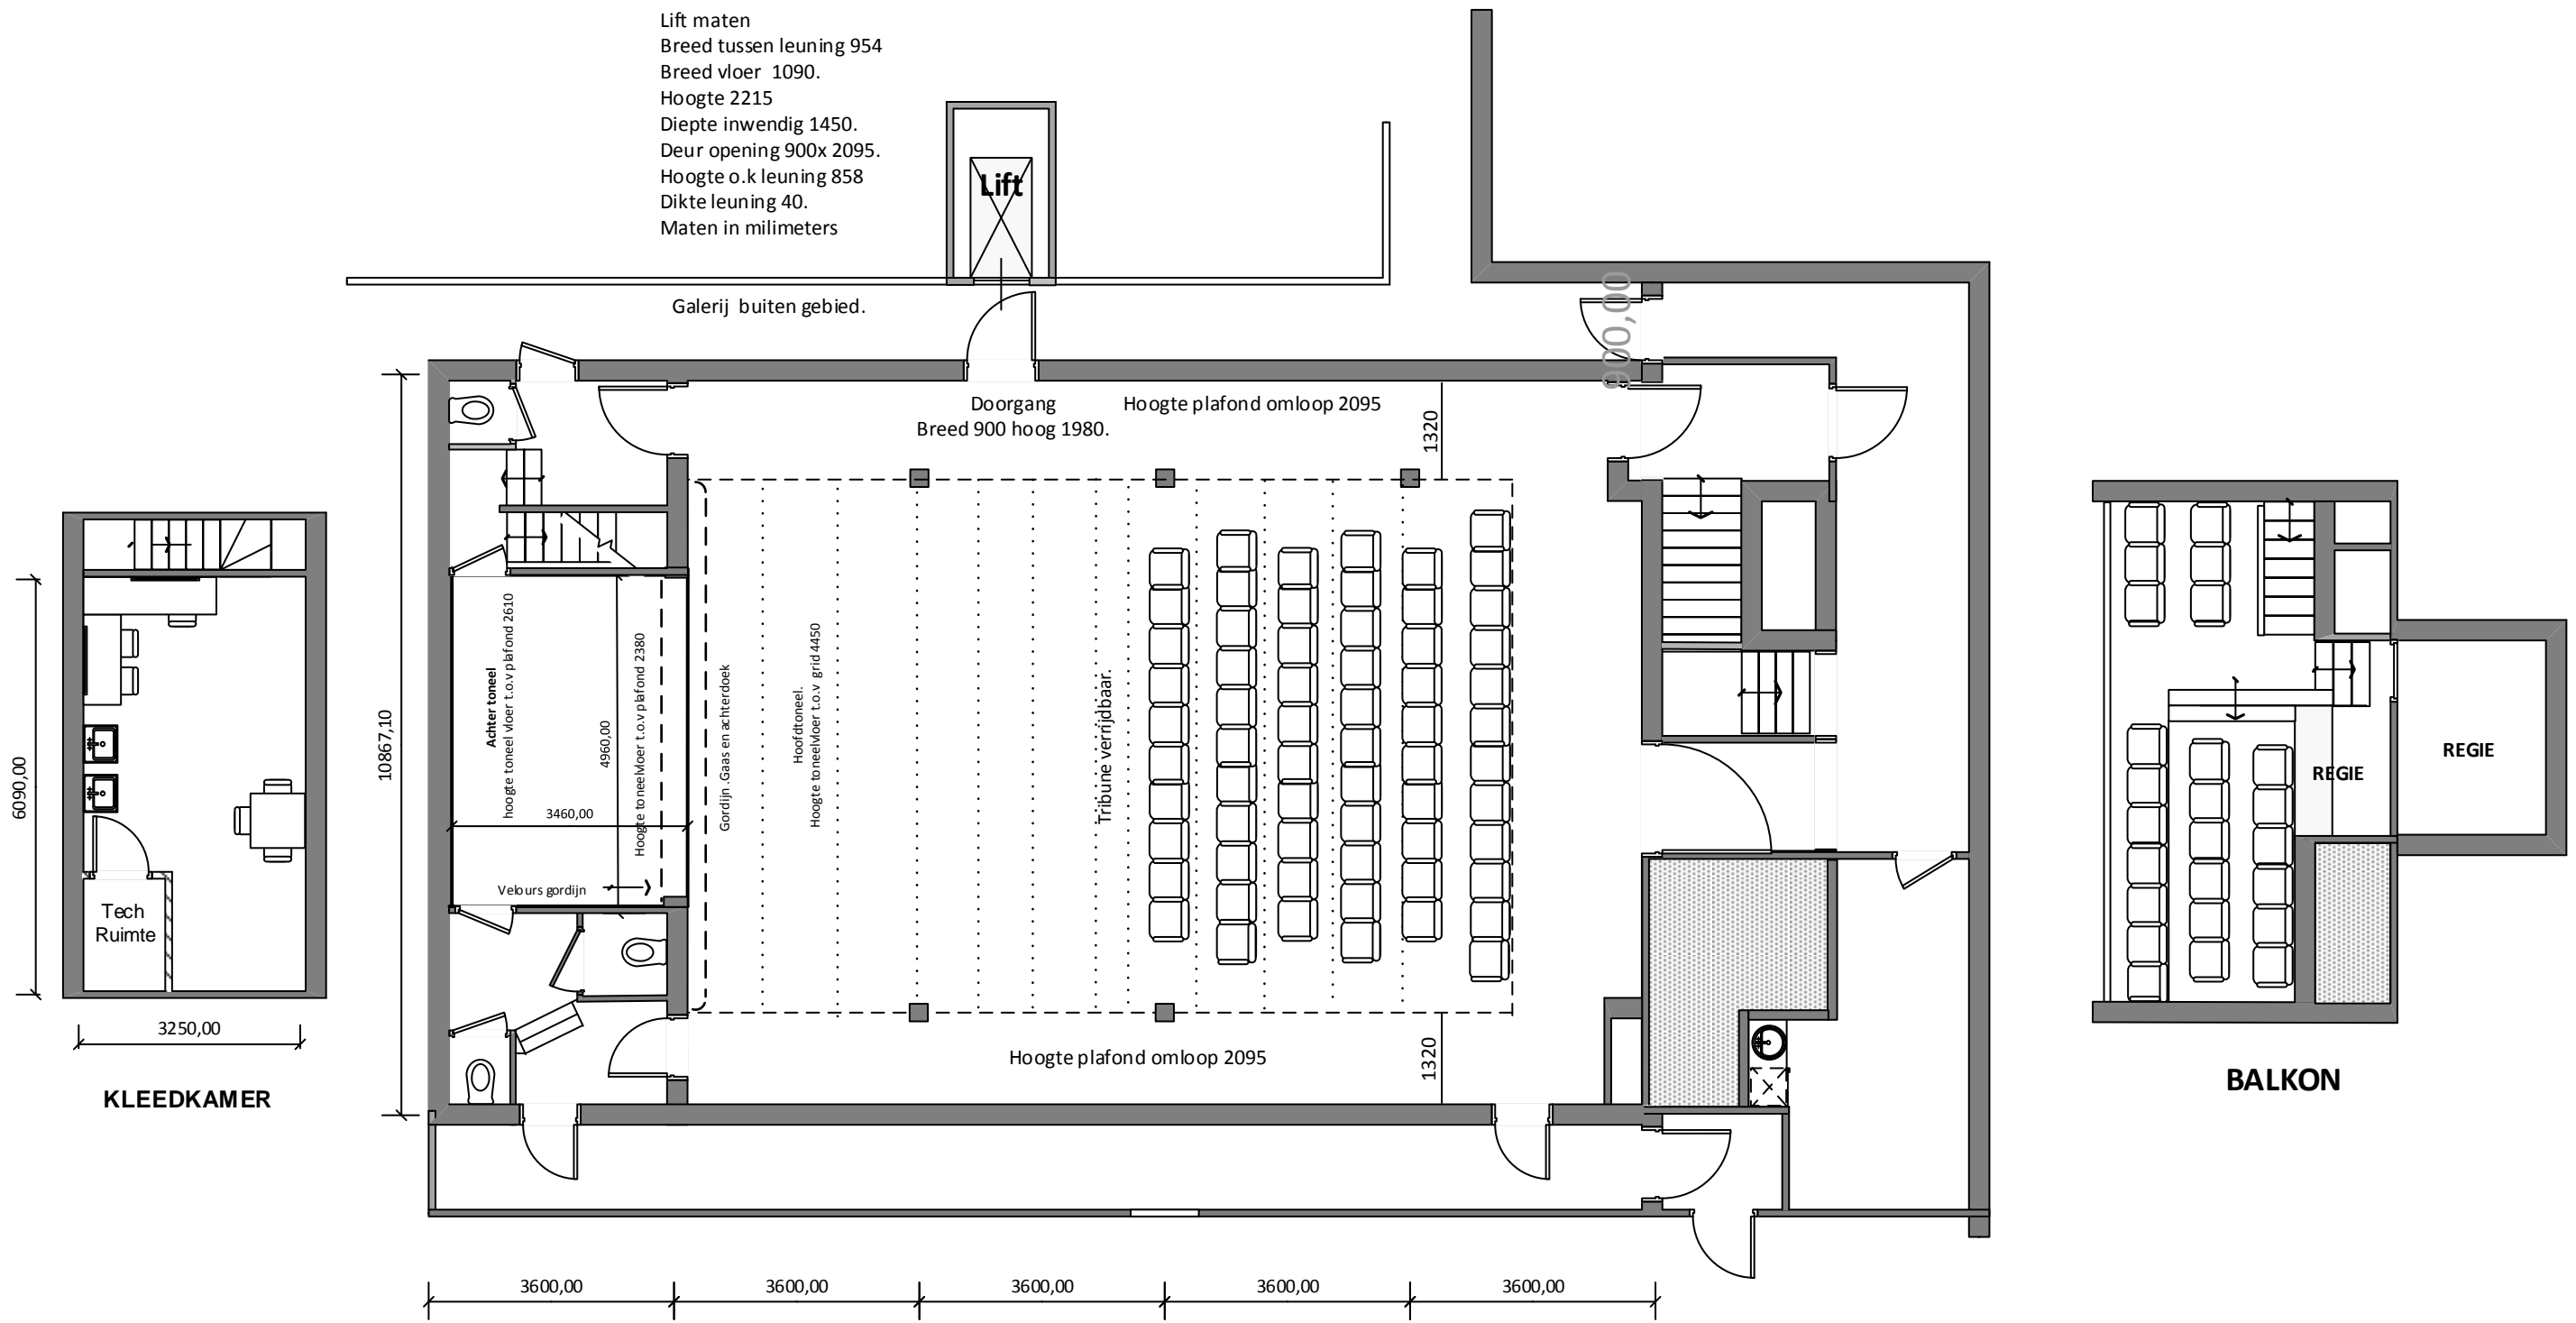 Lift maten
Breed tussen leuning 954
Breed vloer 1090.
Hoogte 2215
Diepte inwendig 1450.
Deur opening 900x 2095.
Hoogte o.k leuning 858
Dikte leuning 40.
Maten in milimeters
Lift
Galerij buiten gebied.
900,00
Doorgang
Breed 900 hoog 1980.
Hoogte plafond omloop 2095
1320
10867,10
Achter toneel
hoogte toneel vloer t.o.v plafond 2610
4960,00
3460,00
Hoogte toneelvloer t.o.v plafond 2380
Velours gordijn
Gordijn .Gaas en achterdoek
Hoofdtoneel.
Hoogte toneelvloer t.o.v grid 4450
Tribune verrijdbaar.
Hoogte plafond omloop 2095
1320
3600,00
3600,00
3600,00
3600,00
3600,00
6090,00
Tech
Ruimte
3250,00
KLEEDKAMER
REGIE
REGIE
BALKON